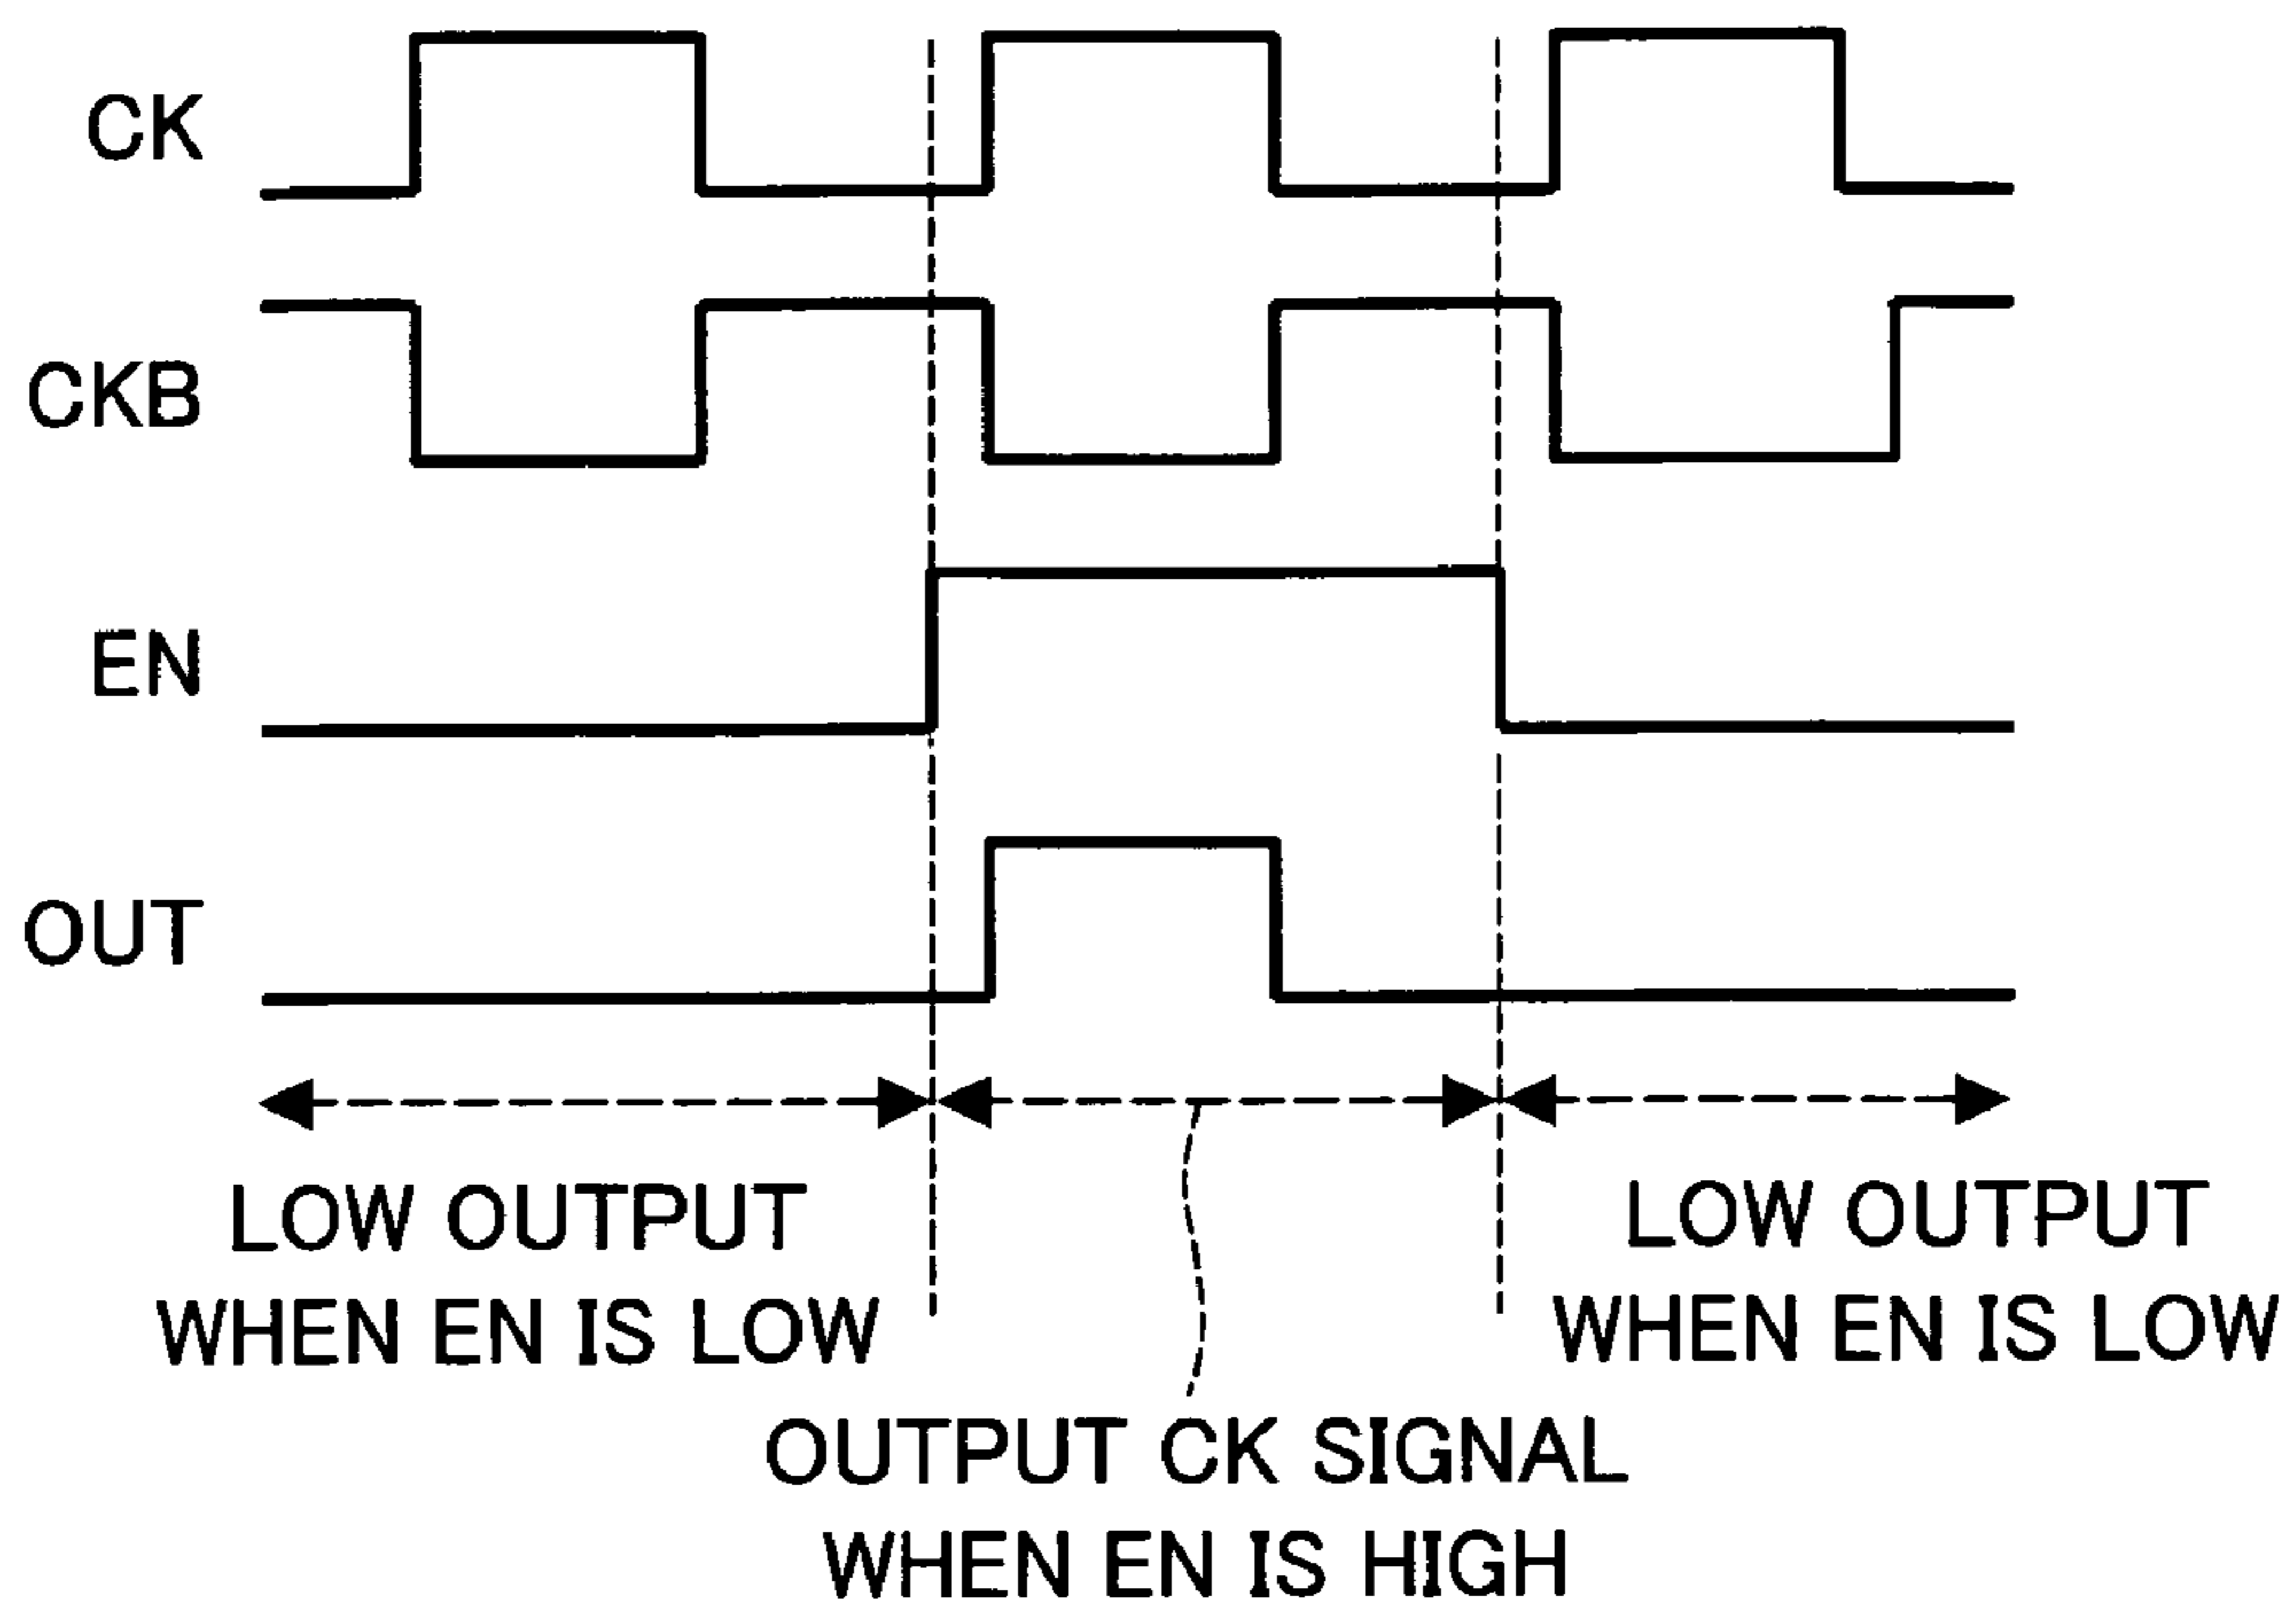 CK
CKB
EN
OUT
LOW OUTPUT
WHEN EN IS LOW
OUTPUT CK SIGNAL
WHEN EN IS HIGH
LOW OUTPUT
WHEN EN IS LOW